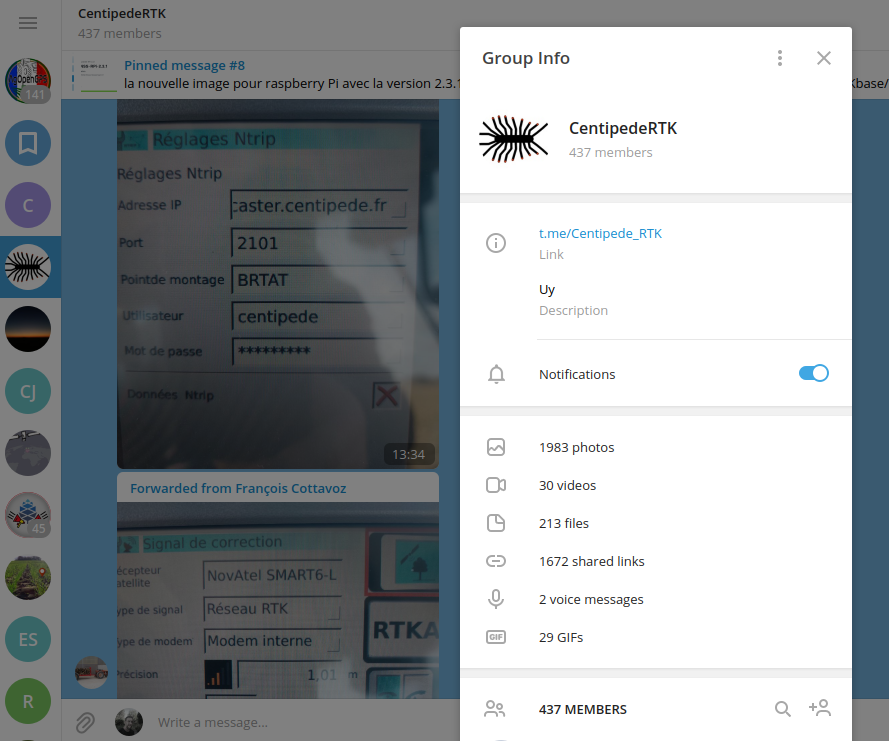 CentipedeRTK
437 members
Pinned message #8
la nouvelle image pour raspberry Pi avec la version 2.3.1
Kbase/
141
C
CJ
45
ES
R
Réglages Ntrip
Réglages Ntrip
Adresse IP
caster.centipede.fr
Port
2101
Pointde montage
BRTAT
Utilisateur
centipede
Mot de passe
*********
Données Ntrip
13:34
Forwarded from François Cottavoz
Signal de correction
écepteur
atellite
NovAtel SMART6-L
ype de signal
Réseau RTK
ype de modem
Modem interne
RTKA
Précision
1,01 m
Write a message...
Group Info
CentipedeRTK
437 members
t.me/Centipede_RTK
Link
Uy
Description
Notifications
1983 photos
30 videos
213 files
1672 shared links
2 voice messages
GIF
29 GIFs
437 MEMBERS